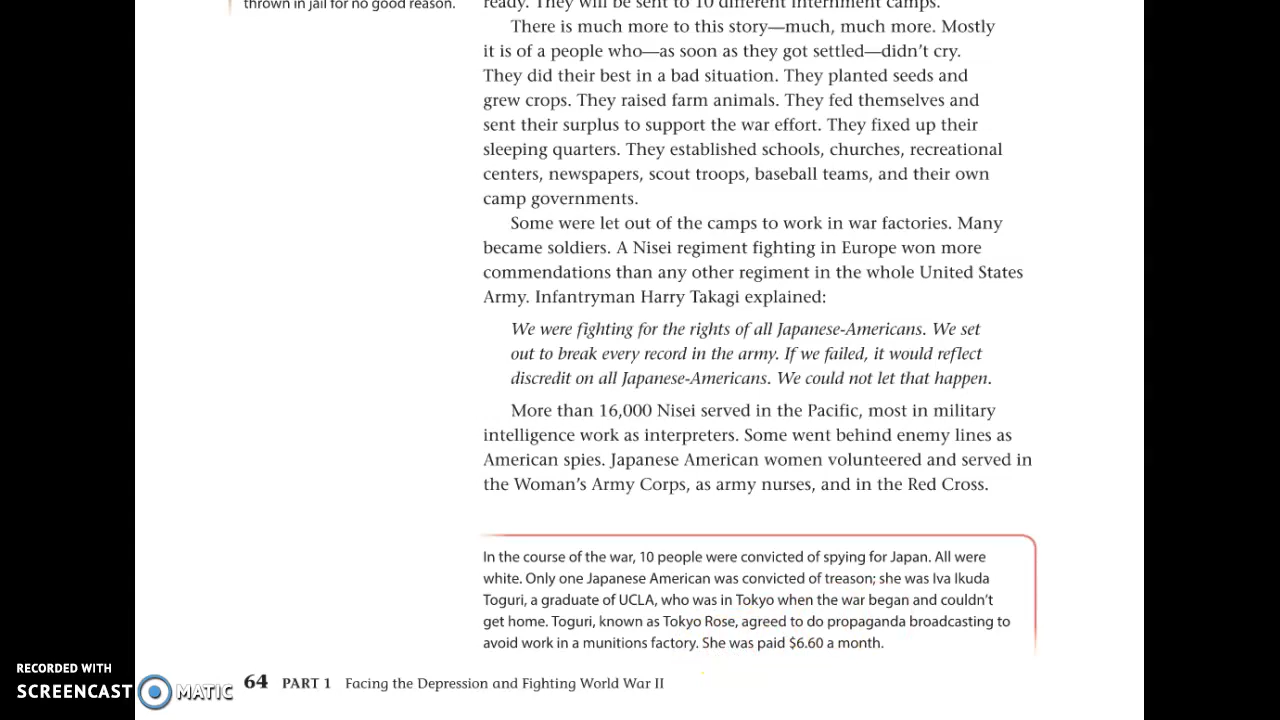 thrown in jail for no good reason.
ready. They will be sent to 10 different internment camps.
There is much more to this story—much, much more. Mostly
it is of a people who—as soon as they got settled—didn’t cry.
They did their best in a bad situation. They planted seeds and
grew crops. They raised farm animals. They fed themselves and
sent their surplus to support the war effort. They fixed up their
sleeping quarters. They established schools, churches, recreational
centers, newspapers, scout troops, baseball teams, and their own
camp governments.
Some were let out of the camps to work in war factories. Many
became soldiers. A Nisei regiment fighting in Europe won more
commendations than any other regiment in the whole United States
Army. Infantryman Harry Takagi explained:
We were fighting for the rights of all Japanese-Americans. We set
out to break every record in the army. If we failed, it would reflect
discredit on all Japanese-Americans. We could not let that happen.
More than 16,000 Nisei served in the Pacific, most in military
intelligence work as interpreters. Some went behind enemy lines as
American spies. Japanese American women volunteered and served in
the Woman’s Army Corps, as army nurses, and in the Red Cross.
In the course of the war, 10 people were convicted of spying for Japan. All were
white. Only one Japanese American was convicted of treason; she was Iva Ikuda
Toguri, a graduate of UCLA, who was in Tokyo when the war began and couldn’t
get home. Toguri, known as Tokyo Rose, agreed to do propaganda broadcasting to
avoid work in a munitions factory. She was paid $6.60 a month.
64 PART 1 Facing the Depression and Fighting World War II
RECORDED WITH
SCREENCAST MATIC